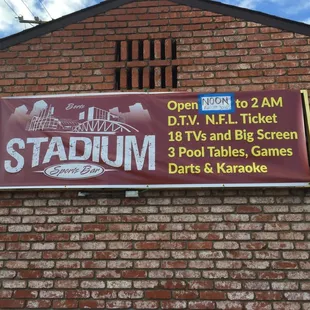 STADIUM
Sports Bar
Open NOON to 2 AM
D.T.V. N.F.L. Ticket
18 TVs and Big Screen
3 Pool Tables, Games
Darts & Karaoke